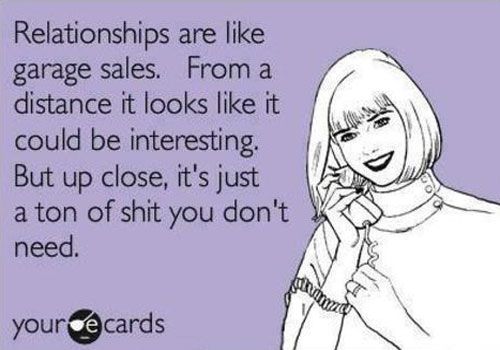 Relationships are like
garage sales. From a
distance it looks like it
could be interesting.
But up close, it's just
a ton of shit you don't
need.
your e cards